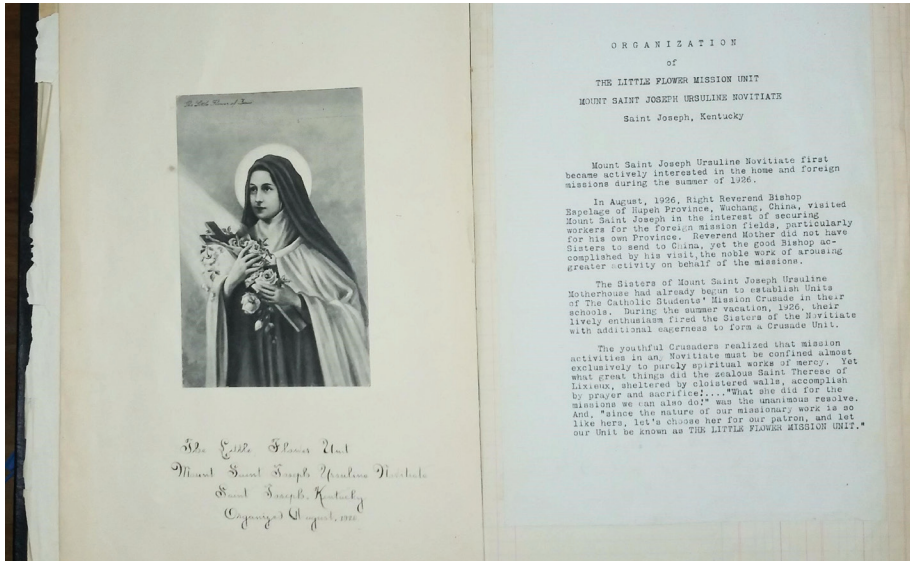 The Little Flower of Jesus
The Little Flower Unit
Mount Saint Joseph Ursuline Novitiate
Saint Joseph, Kentucky
Organized August, 1926
ORGANIZATION
of
THE LITTLE FLOWER MISSION UNIT
MOUNT SAINT JOSEPH URSULINE NOVITIATE
Saint Joseph, Kentucky
Mount Saint Joseph Ursuline Novitiate first
became actively interested in the home and foreign
missions during the summer of 1926.
In August, 1926, Right Reverend Bishop
Espelage of Hupeh Province, Wuchang, China, visited
Mount Saint Joseph in the interest of securing
workers for the foreign mission fields, particularly
for his own Province. Reverend Mother did not have
Sisters to send to China, yet the good Bishop ac-
complished by his visit, the noble work of arousing
greater activity on behalf of the missions.
The Sisters of Mount Saint Joseph Ursuline
Motherhouse had already begun to establish Units
of The Catholic Students' Mission Crusade in their
schools. During the summer vacation, 1926, their
lively enthusiasm fired the Sisters of the Novitiate
with additional eagerness to form a Crusade Unit.
The youthful Crusaders realized that mission
activities in any Novitiate must be confined almost
exclusively to purely spiritual works of mercy. Yet
what great things did the zealous Saint Therese of
Lixieux, sheltered by cloistered walls, accomplish
by prayer and sacrifice!...."What she did for the
missions we can also do!" was the unanimous resolve.
And, "since the nature of our missionary work is so
like hers, let's choose her for our patron, and let
our Unit be known as THE LITTLE FLOWER MISSION UNIT."